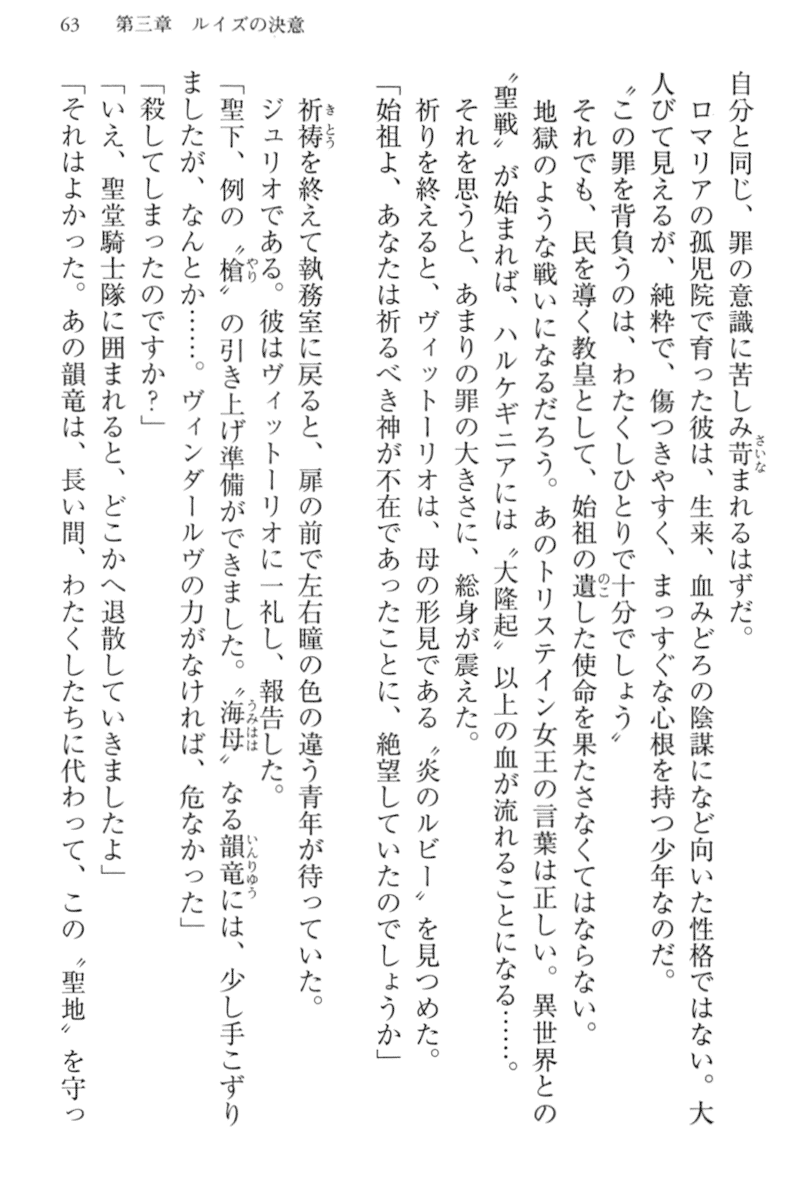 63　第三章　ルイズの決意
自分と同じ、罪の意識に苦しみ苛まれるはずだ。
　ロマリアの孤児院で育った彼は、生来、血みどろの陰謀になど向いた性格ではない。大
人びて見えるが、純粋で、傷つきやすく、まっすぐな心根を持つ少年なのだ。
〝この罪を背負うのは、わたくしひとりで十分でしょう〟
　それでも、民を導く教皇として、始祖の遺した使命を果たさなくてはならない。
　地獄のような戦いになるだろう。あのトリステイン女王の言葉は正しい。異世界との
〝聖戦〟が始まれば、ハルケギニアには〝大隆起〟以上の血が流れることになる……。
　それを思うと、あまりの罪の大きさに、総身が震えた。
　祈りを終えると、ヴィットーリオは、母の形見である〝炎のルビー〟を見つめた。
「始祖よ、あなたは祈るべき神が不在であったことに、絶望していたのでしょうか」
　祈祷を終えて執務室に戻ると、扉の前で左右瞳の色の違う青年が待っていた。
　ジュリオである。彼はヴィットーリオに一礼し、報告した。
「聖下、例の〝槍〟の引き上げ準備ができました。〝海母〟なる韻竜には、少し手こずり
ましたが、なんとか……。ヴィンダールヴの力がなければ、危なかった」
「殺してしまったのですか？」
「いえ、聖堂騎士隊に囲まれると、どこかへ退散していきましたよ」
「それはよかった。あの韻竜は、長い間、わたくしたちに代わって、この〝聖地〟を守っ